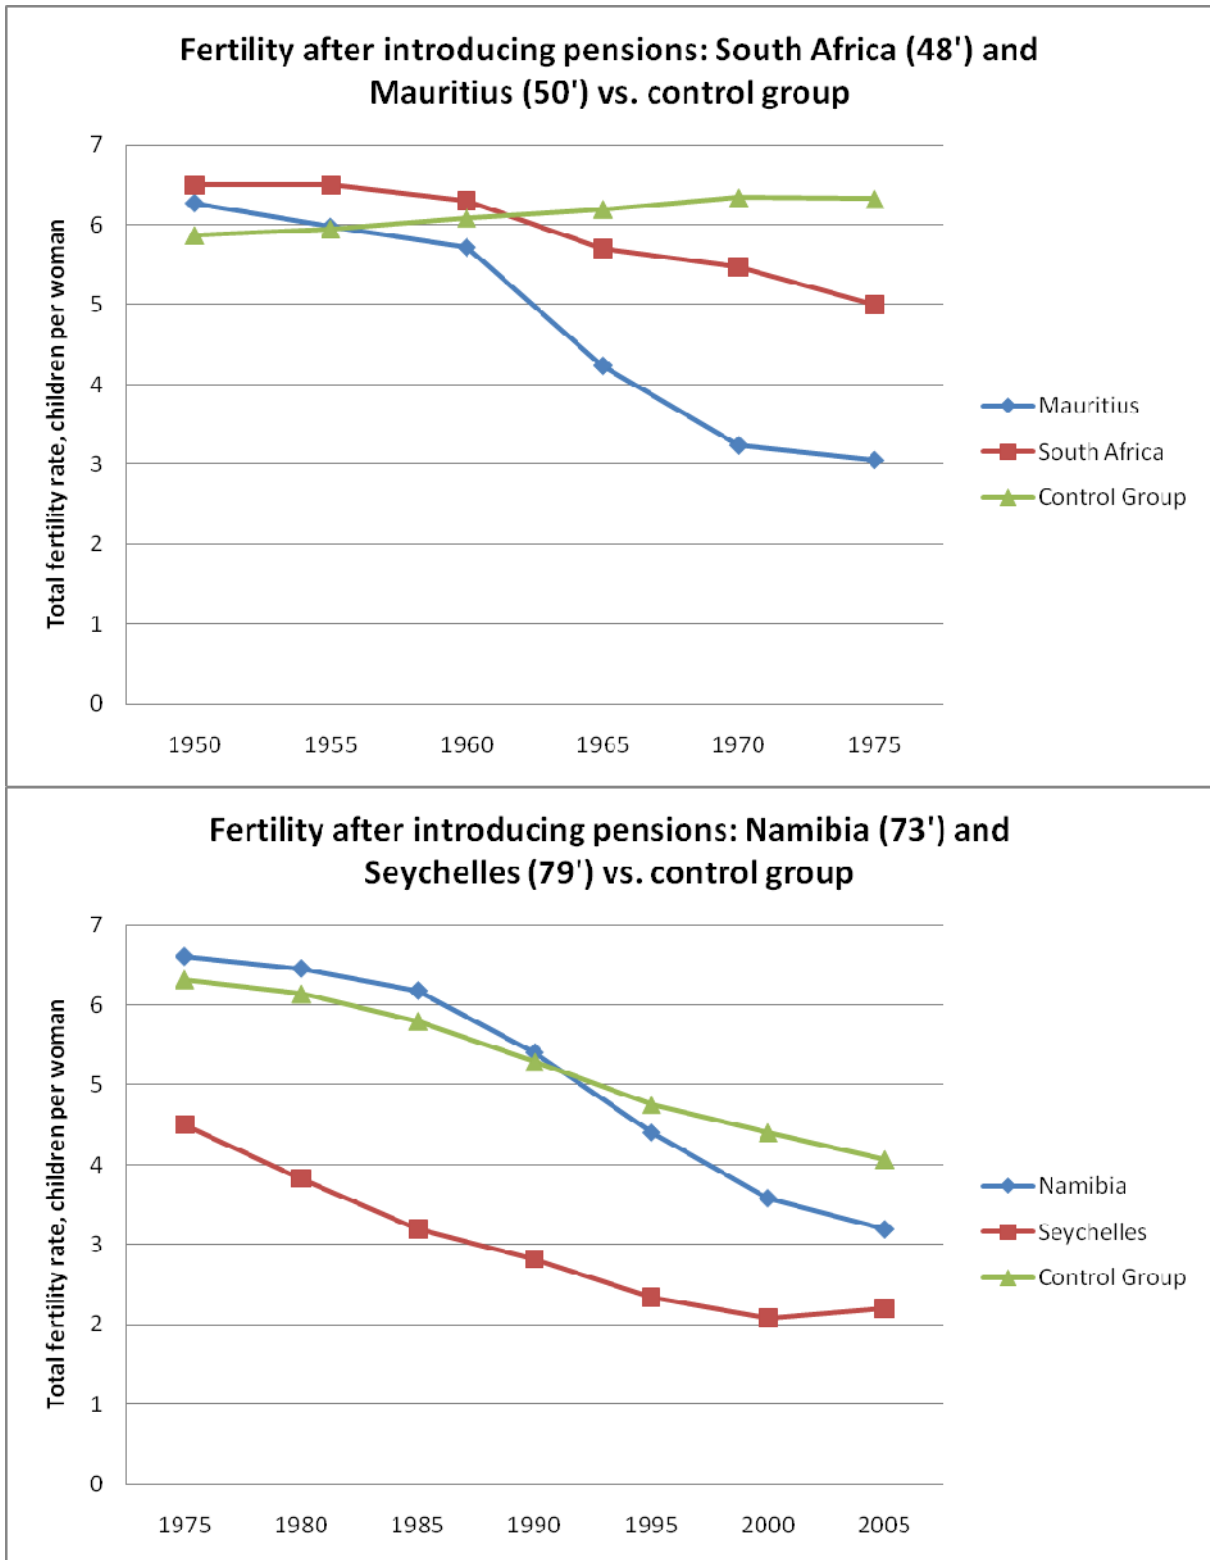 Fertility after introducing pensions: South Africa (48') and
Mauritius (50') vs. control group
Total fertility rate, children per woman
7
6
5
4
3
2
1
0
1950 1955 1960 1965 1970 1975
Mauritius
South Africa
Control Group
Fertility after introducing pensions: Namibia (73') and
Seychelles (79') vs. control group
Total fertility rate, children per woman
7
6
5
4
3
2
1
0
1975 1980 1985 1990 1995 2000 2005
Namibia
Seychelles
Control Group